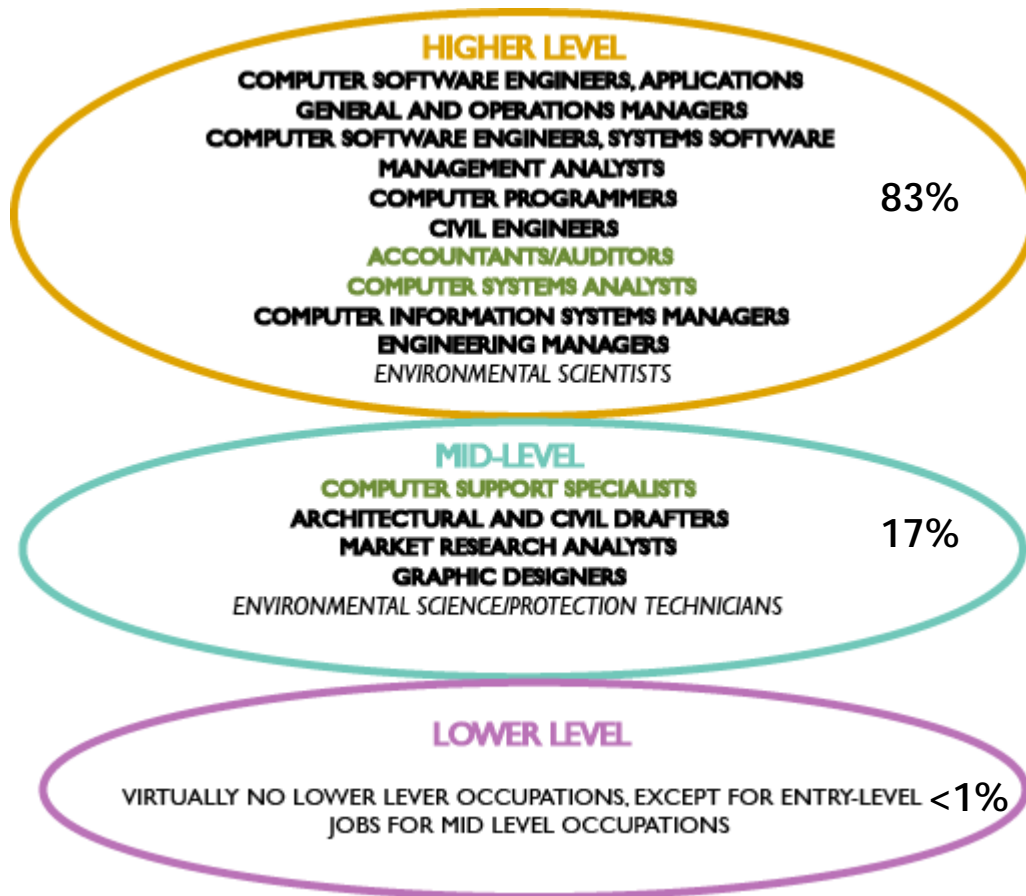 HIGHER LEVEL
COMPUTER SOFTWARE ENGINEERS, APPLICATIONS
GENERAL AND OPERATIONS MANAGERS
COMPUTER SOFTWARE ENGINEERS, SYSTEMS SOFTWARE
MANAGEMENT ANALYSTS
COMPUTER PROGRAMMERS
83%
CIVIL ENGINEERS
ACCOUNTANTS/AUDITORS
COMPUTER SYSTEMS ANALYSTS
COMPUTER INFORMATION SYSTEMS MANAGERS
ENGINEERING MANAGERS
ENVIRONMENTAL SCIENTISTS
MID-LEVEL
COMPUTER SUPPORT SPECIALISTS
ARCHITECTURAL AND CIVIL DRAFTERS
17%
MARKET RESEARCH ANALYSTS
GRAPHIC DESIGNERS
ENVIRONMENTAL SCIENCE/PROTECTION TECHNICIANS
LOWER LEVEL
VIRTUALLY NO LOWER LEVER OCCUPATIONS, EXCEPT FOR ENTRY-LEVEL <1%
JOBS FOR MID LEVEL OCCUPATIONS